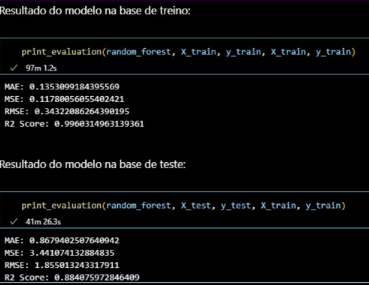 Resultado do modelo na base de treino:
print_evaluation(random_forest, X_train, y_train, X_train, y_train)
✓ 97m 1.2s
MAE: 0.1353099184395569
MSE: 0.11780056055402421
RMSE: 0.34322086264390195
R2 Score: 0.9960314963139361
Resultado do modelo na base de teste:
print_evaluation(random_forest, X_test, y_test, X_train, y_train)
✓ 41m 26.3s
MAE: 0.8679402507640942
MSE: 3.441074132884835
RMSE: 1.855013243317911
R2 Score: 0.884075972846409